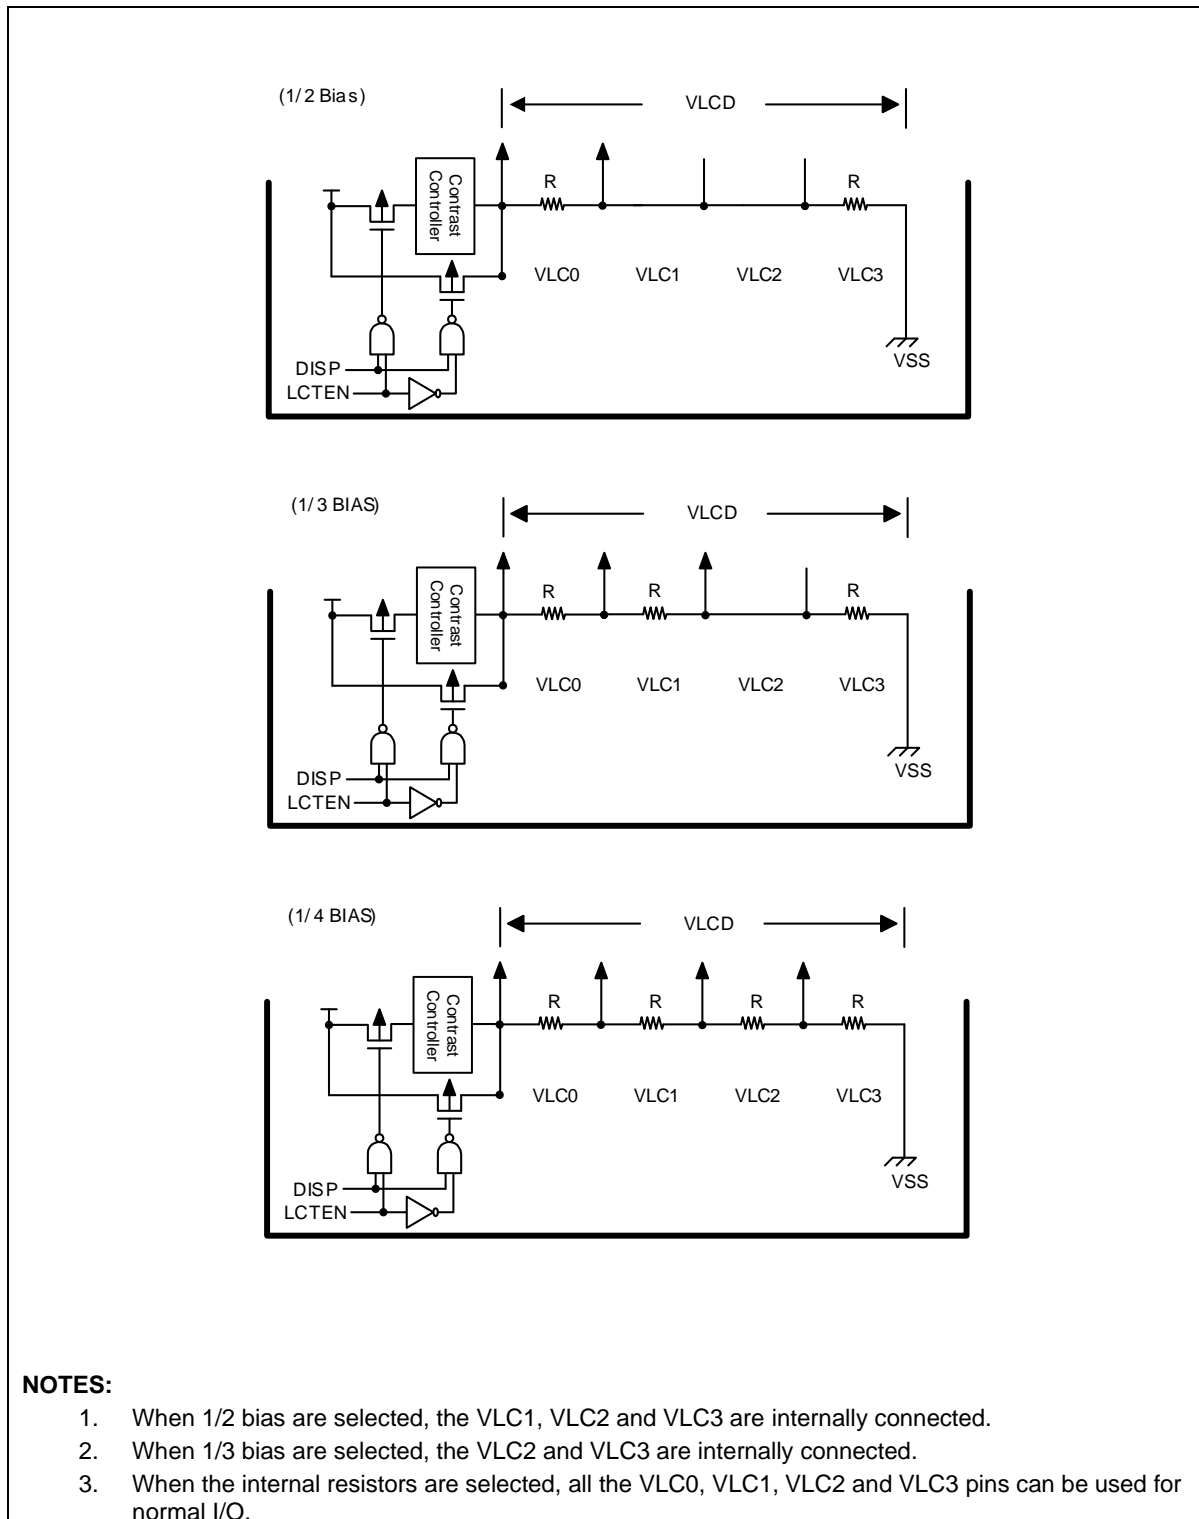 (1/2 Bias)
VLCD
Contrast
Controller
R
R
VLC0
VLC1
VLC2
VLC3
DISP
LCTEN
VSS
(1/3 BIAS)
VLCD
Contrast
Controller
R
R
R
VLC0
VLC1
VLC2
VLC3
DISP
LCTEN
VSS
(1/4 BIAS)
VLCD
Contrast
Controller
R
R
R
R
VLC0
VLC1
VLC2
VLC3
DISP
LCTEN
VSS
NOTES:
1. When 1/2 bias are selected, the VLC1, VLC2 and VLC3 are internally connected.
2. When 1/3 bias are selected, the VLC2 and VLC3 are internally connected.
3. When the internal resistors are selected, all the VLC0, VLC1, VLC2 and VLC3 pins can be used for
normal I/O.